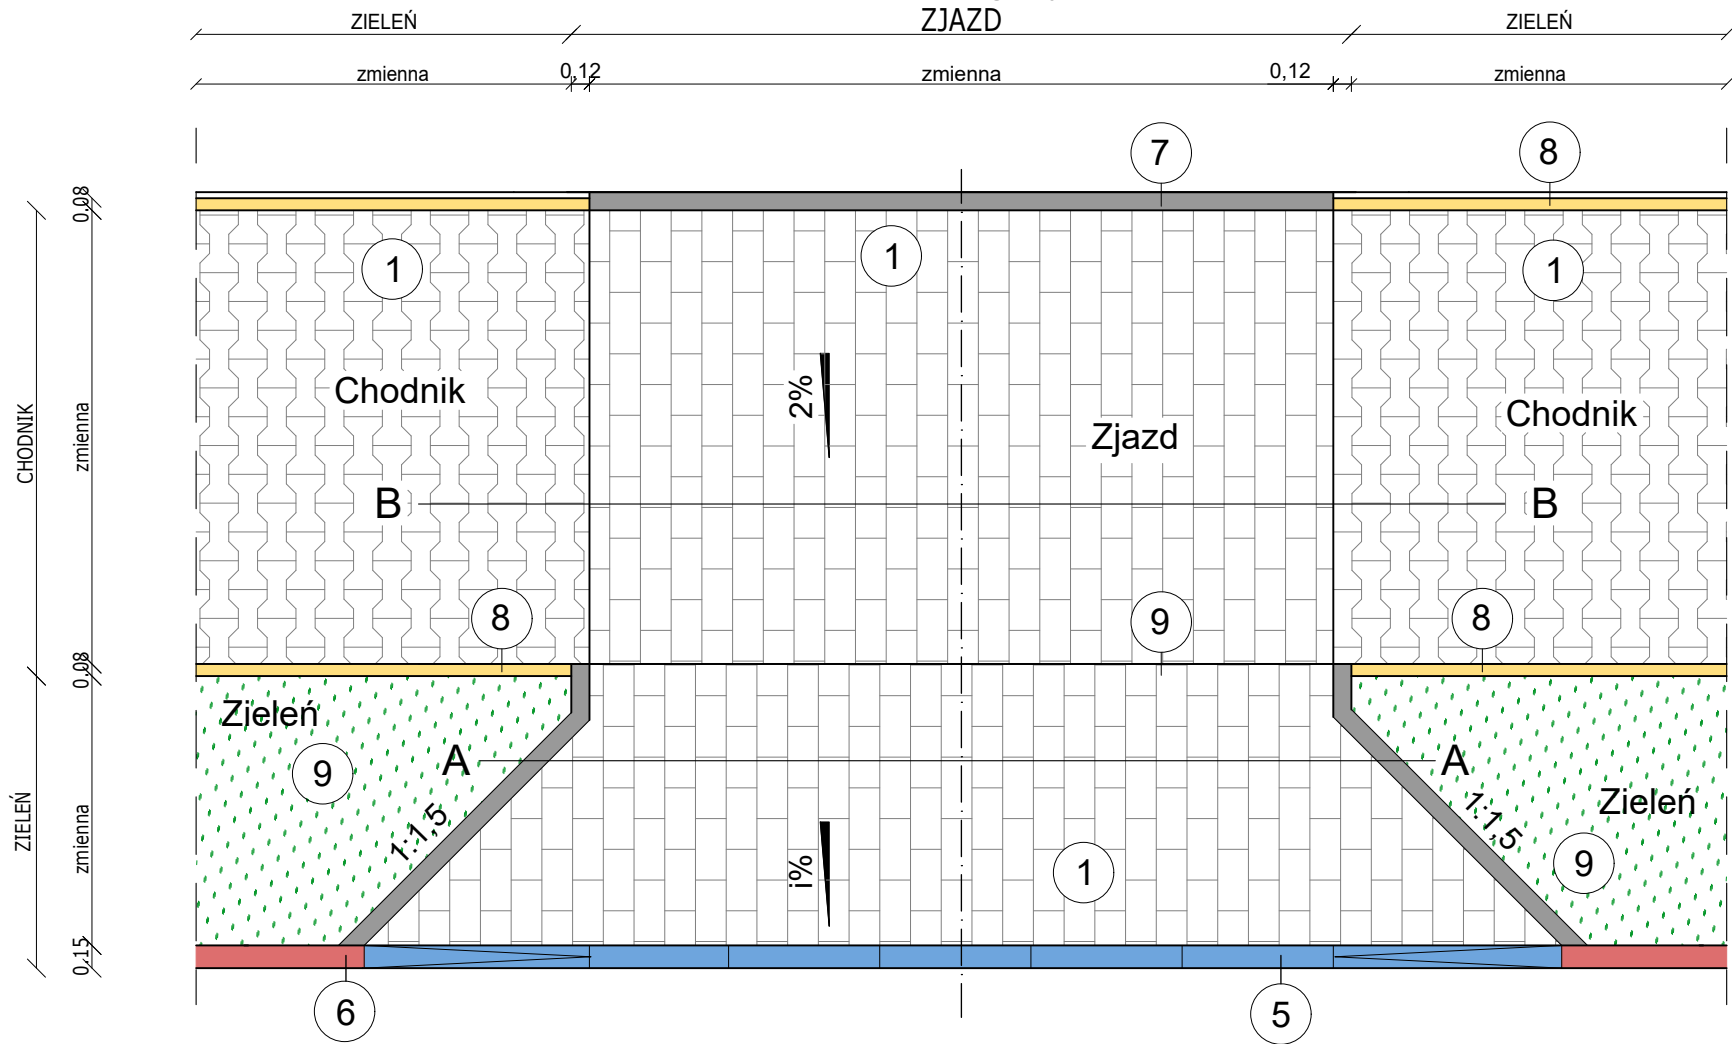 ZIELEŃ
ZJAZD
ZIELEŃ
zmienna
0,12
zmienna
0,12
zmienna
7
8
0.08
1
1
1
2%
Chodnik
Zjazd
Chodnik
CHODNIK
zmienna
B
B
8
9
8
0.08
Zieleń
9
A
A
1:1,5
1:1,5
Zieleń
9
ZIELEŃ
zmienna
i%
1
0.15
6
5